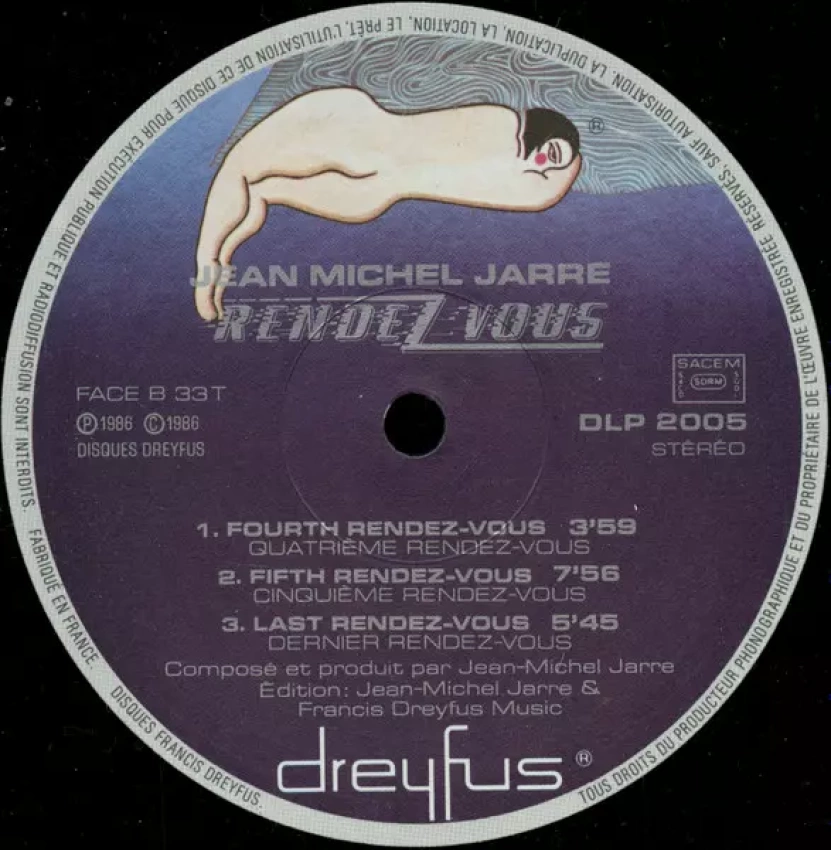 JEAN MICHEL JARRE
RENDEZ VOUS
®
FACE B 33T
Ⓟ1986 Ⓒ1986
DISQUES DREYFUS
SACEM
SDRM
DLP 2005
STÉRÉO
1. FOURTH RENDEZ-VOUS 3'59
QUATRIÈME RENDEZ-VOUS
2. FIFTH RENDEZ-VOUS 7'56
CINQUIÈME RENDEZ-VOUS
3. LAST RENDEZ-VOUS 5'45
DERNIER RENDEZ-VOUS
Composé et produit par Jean-Michel Jarre
Édition: Jean-Michel Jarre &
Francis Dreyfus Music
dreyfus®
DISQUES FRANCIS DREYFUS. TOUS DROITS DU PRODUCTEUR PHONOGRAPHIQUE ET DU PROPRIÉTAIRE DE L'ŒUVRE ENREGISTRÉE RÉSERVÉS. SAUF AUTORISATION, LA DUPLICATION, LA LOCATION, LE PRÊT, L'UTILISATION DE CE DISQUE POUR EXÉCUTION PUBLIQUE ET RADIODIFFUSION SONT INTERDITS. FABRIQUÉ EN FRANCE.